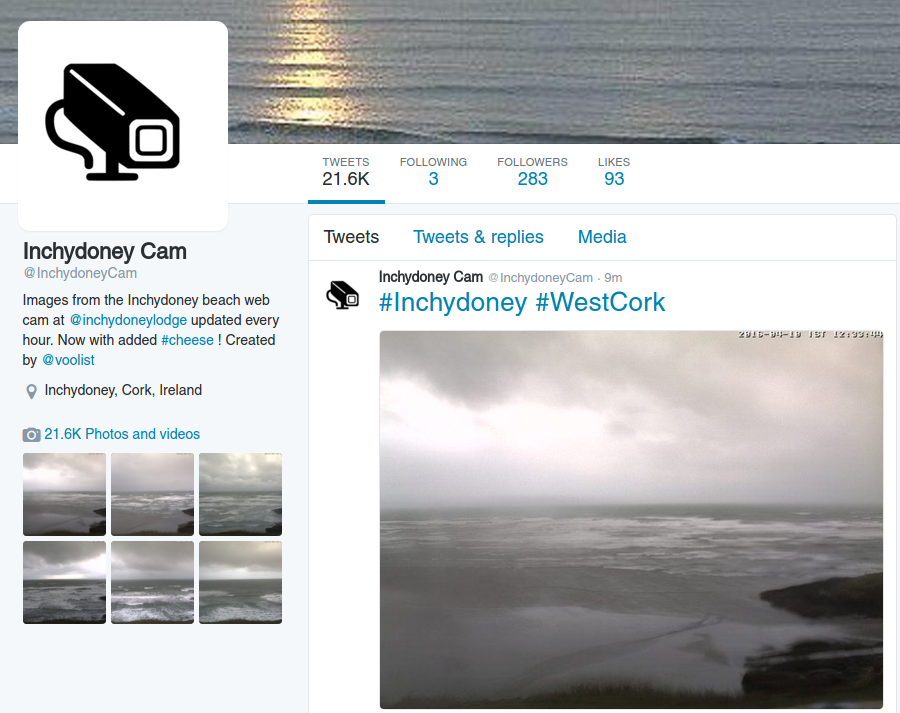 TWEETS FOLLOWING FOLLOWERS LIKES
21.6K 3 283 93
Inchydoney Cam
@InchydoneyCam
Images from the Inchydoney beach web
cam at @inchydoneylodge updated every
hour. Now with added #cheese ! Created
by @voolist
Inchydoney, Cork, Ireland
21.6K Photos and videos
Tweets Tweets & replies Media
Inchydoney Cam @InchydoneyCam · 9m
#Inchydoney #WestCork
2016-04-10 IST 12:33:44